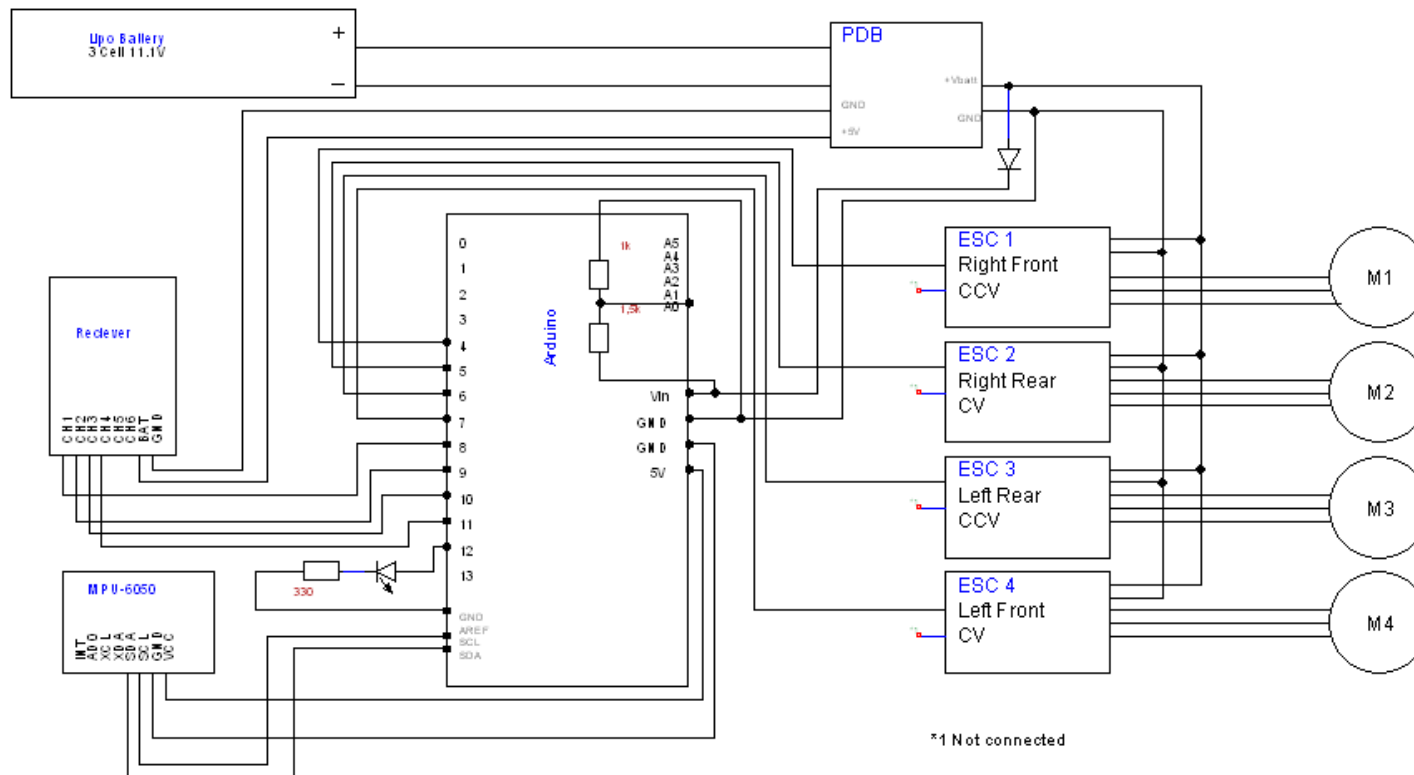 Lipo Battery
3 Cell 11.1V
+
−
PDB
+Vbatt
GND
GND
+5V
0
1
2
3
4
5
6
7
8
9
10
11
12
13
GND
AREF
SCL
SDA
Arduino
1k
1,5k
A5
A4
A3
A2
A1
A0
Vin
GND
GND
5V
Reciever
CH1
CH2
CH3
CH4
CH5
CH6
BAT
GND
330
MPU-6050
INT
ADO
XCL
XDA
SDA
SCL
GND
VCC
ESC 1
Right Front
CCV
M1
ESC 2
Right Rear
CV
M2
ESC 3
Left Rear
CCV
M3
ESC 4
Left Front
CV
M4
*1 Not connected